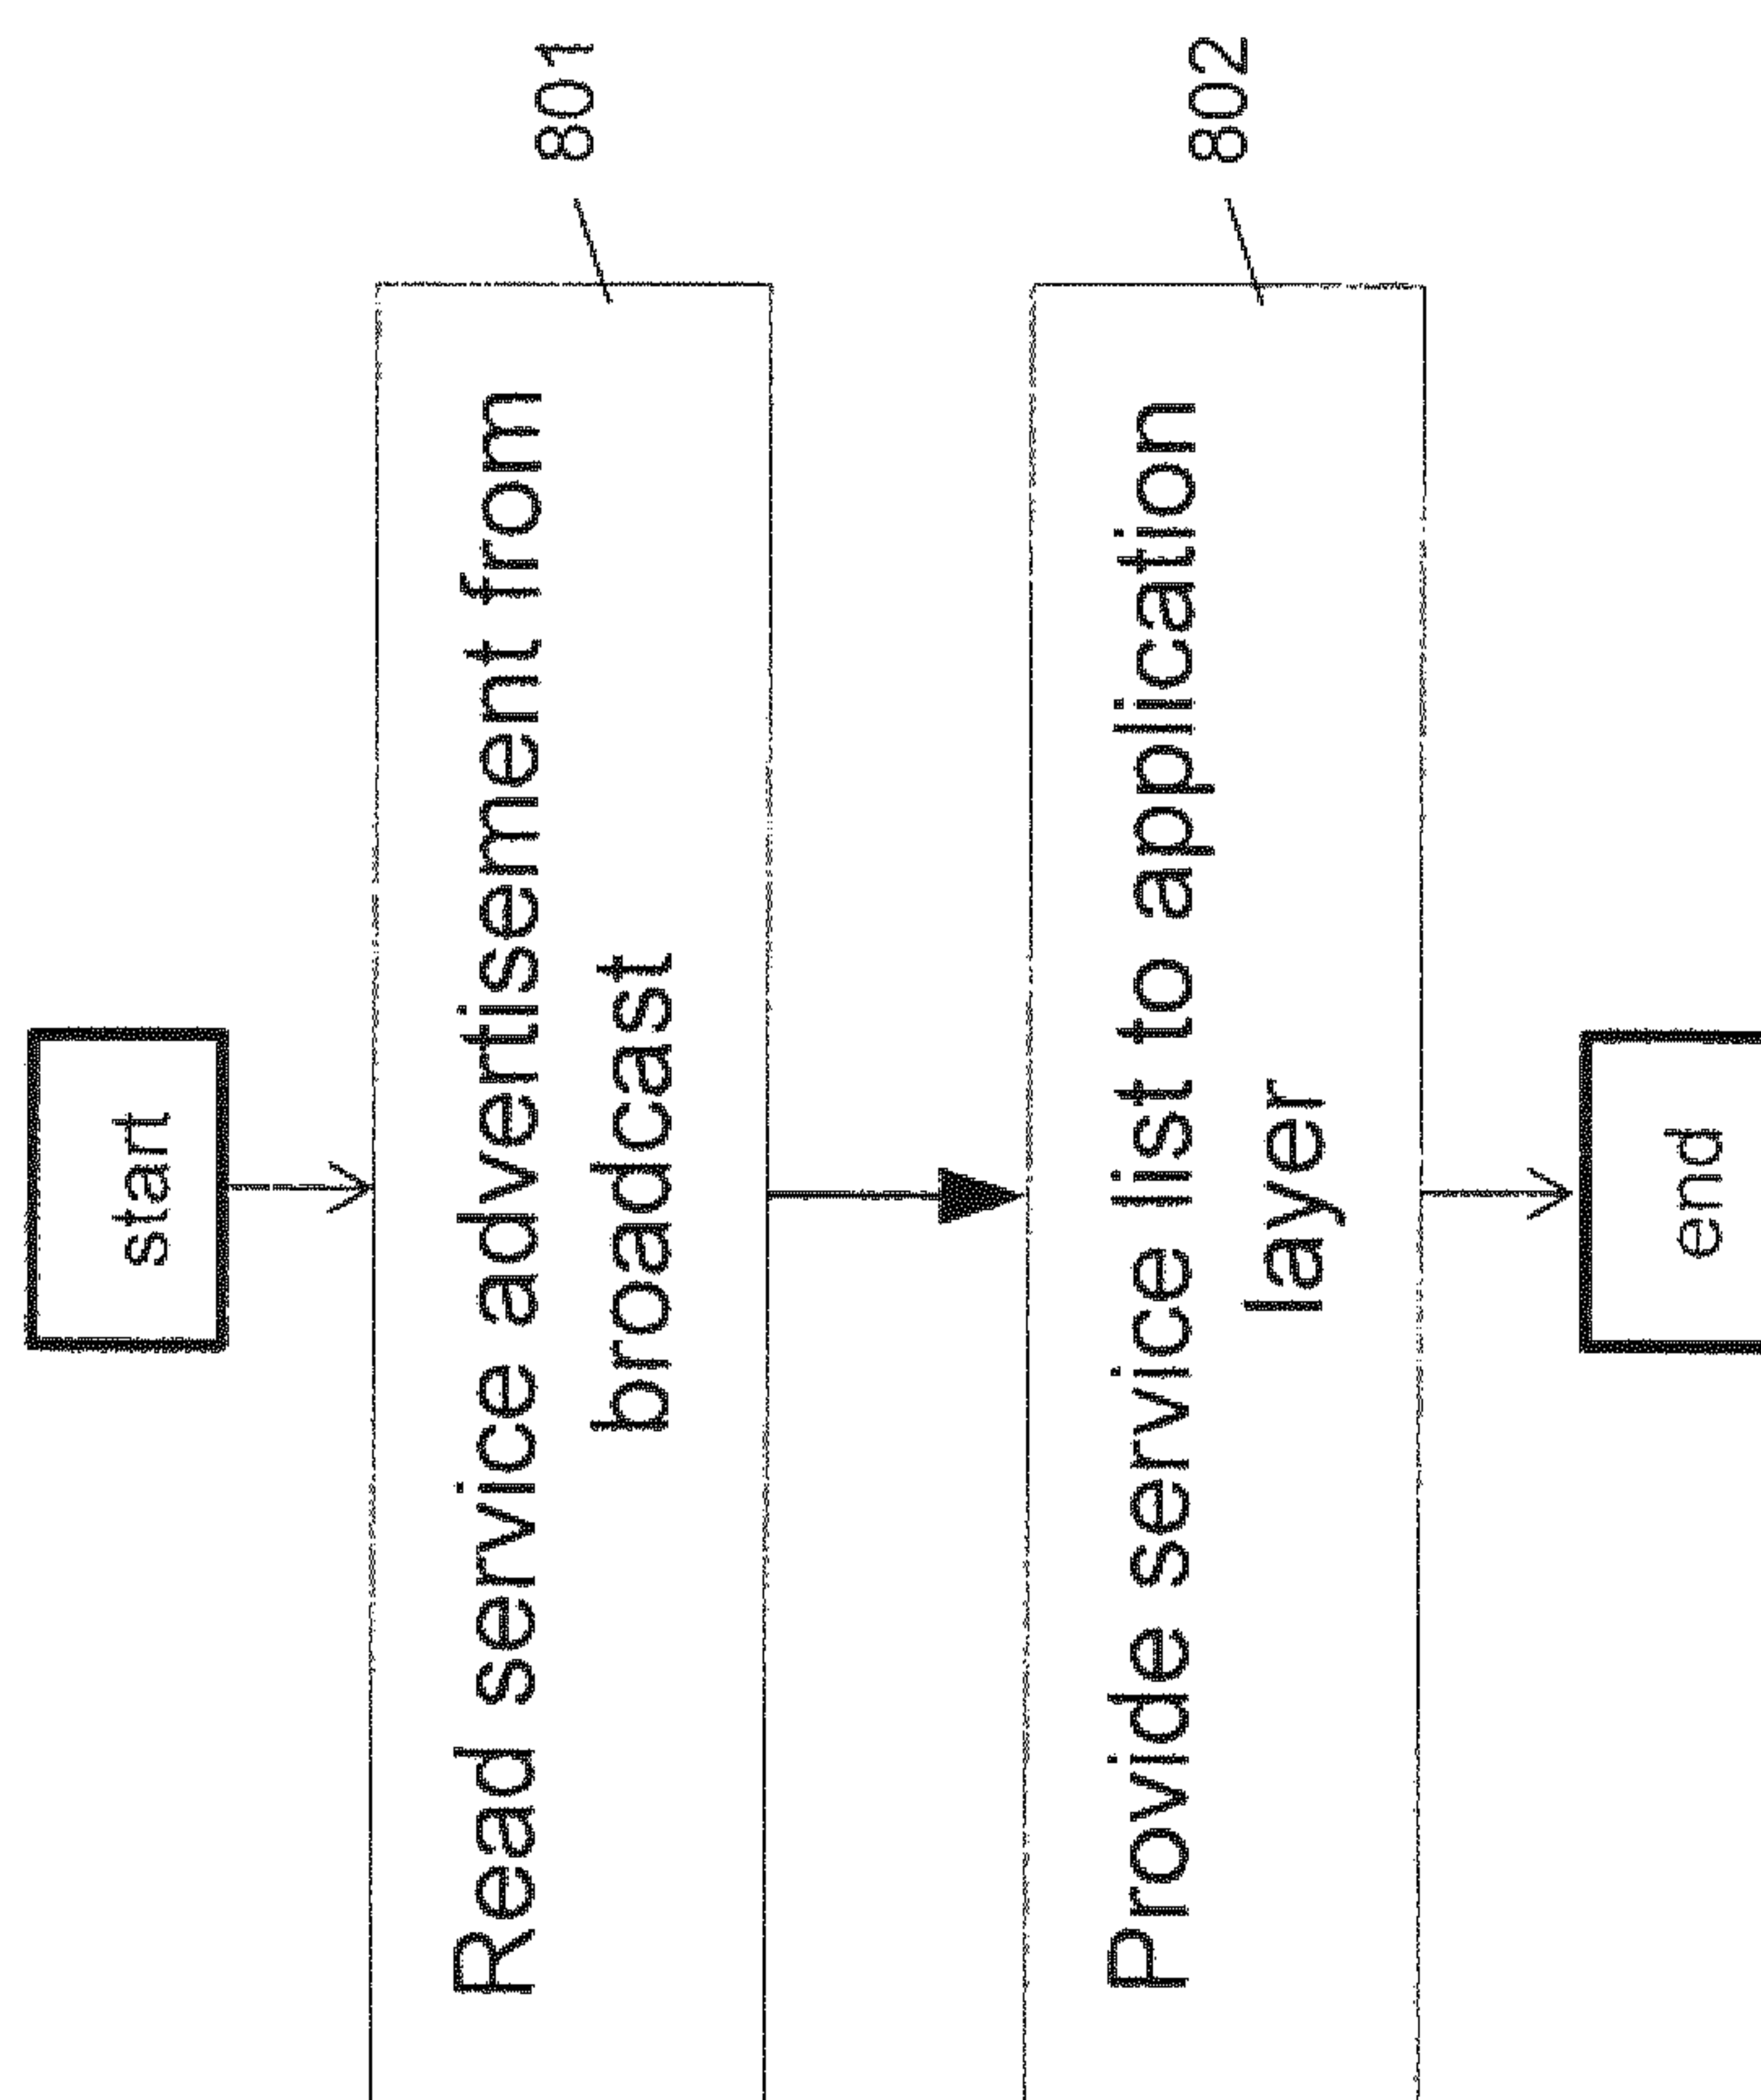 start
Read service advertisement from
broadcast
801
Provide service list to application
layer
802
end